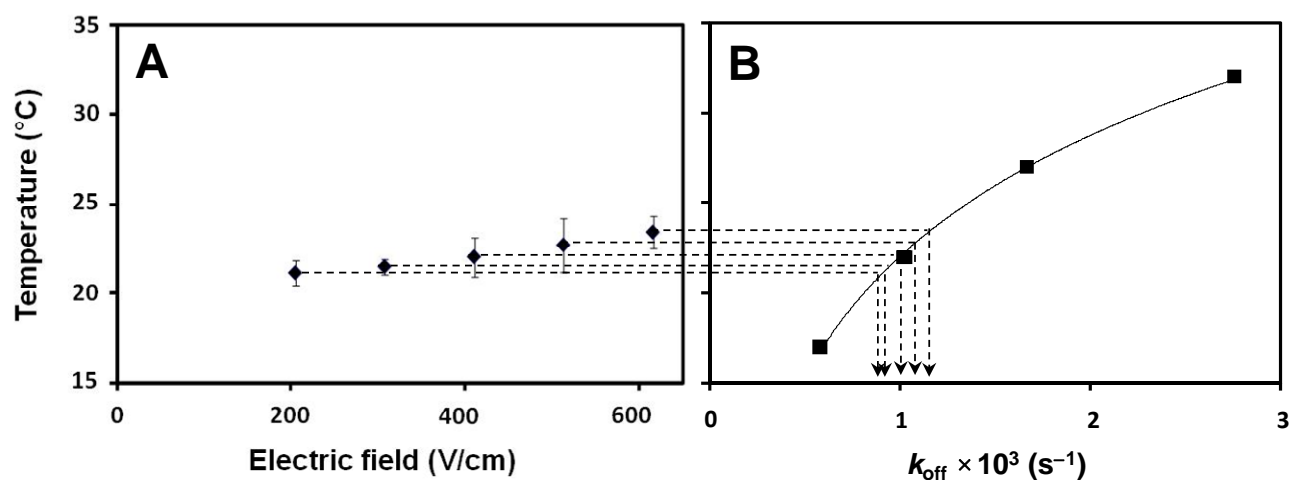 A
B
Temperature (°C)
35
30
25
20
15
0
200
400
600
Electric field (V/cm)
0
1
2
3
k_off × 10³ (s⁻¹)